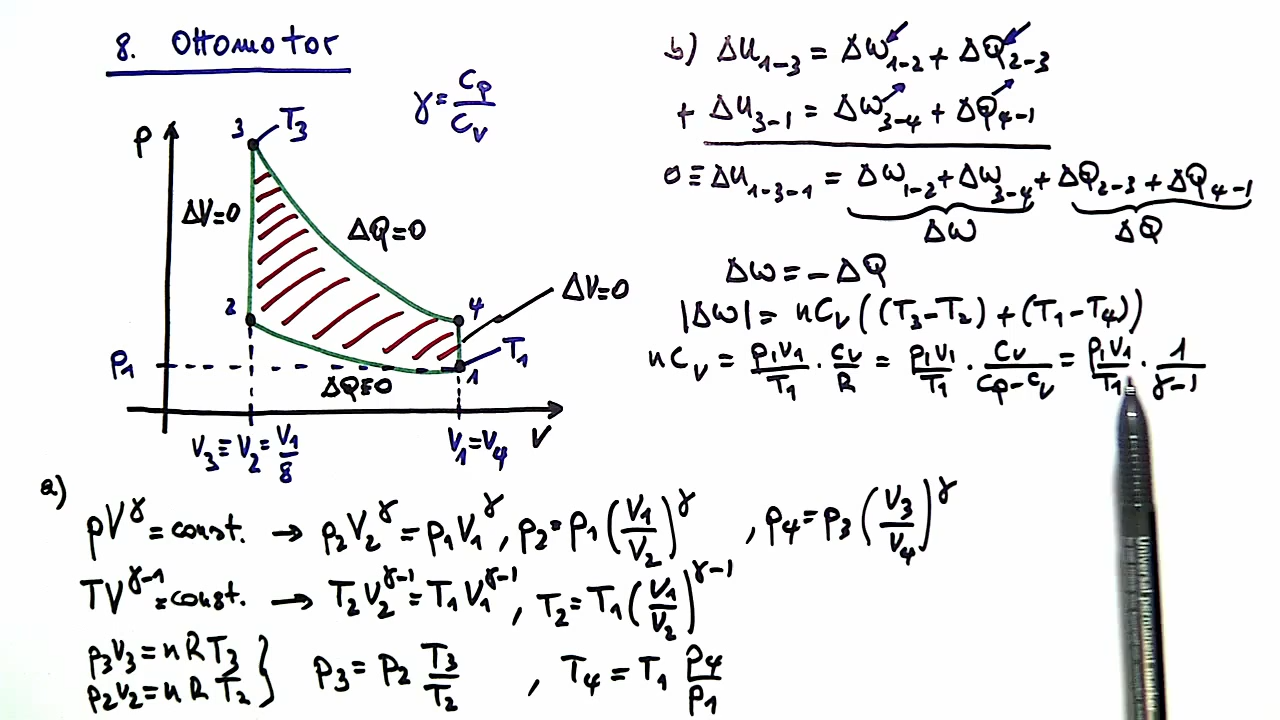 8. Ottomotor
γ = Cp/CV
p
3
T3
ΔV=0
ΔQ=0
ΔV=0
2
4
p1
T1
1
ΔQ=0
V3≡V2=V1/8
V1=V4
V
b) ΔU1-3 = ΔW1-2 + ΔQ2-3
+ ΔU3-1 = ΔW3-4 + ΔQ4-1
0 ≡ ΔU1-3-1 = ΔW1-2 + ΔW3-4 + ΔQ2-3 + ΔQ4-1
ΔW ΔQ
ΔW = -ΔQ
|ΔW| = nCV((T3-T2) + (T1-T4))
nCV = p1V1/T1 · CV/R = p1V1/T1 · CV/(Cp-CV) = p1V1/T1 · 1/(γ-1)
a)
pV^γ = const. → p2V2^γ = p1V1^γ, p2 = p1(V1/V2)^γ , p4 = p3(V3/V4)^γ
TV^γ-1 = const. → T2V2^γ-1 = T1V1^γ-1, T2 = T1(V1/V2)^γ-1
p3V3 = nRT3
p2V2 = nRT2 } p3 = p2 T3/T2 , T4 = T1 p4/p1
Universal permanent marker